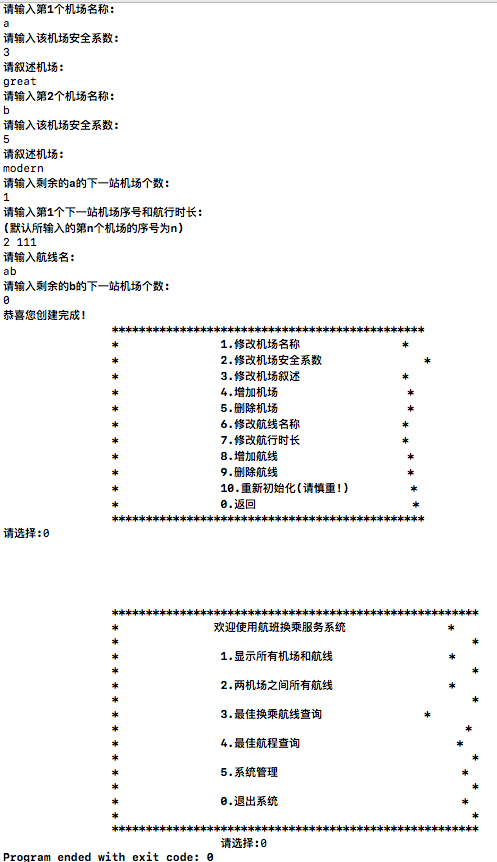 请输入第1个机场名称:
a
请输入该机场安全系数:
3
请叙述机场:
great
请输入第2个机场名称:
b
请输入该机场安全系数:
5
请叙述机场:
modern
请输入剩余的a的下一站机场个数:
1
请输入第1个下一站机场序号和航行时长:
(默认所输入的第n个机场的序号为n)
2 111
请输入航线名:
ab
请输入剩余的b的下一站机场个数:
0
恭喜您创建完成!
**********************************************
* 1.修改机场名称 *
* 2.修改机场安全系数 *
* 3.修改机场叙述 *
* 4.增加机场 *
* 5.删除机场 *
* 6.修改航线名称 *
* 7.修改航行时长 *
* 8.增加航线 *
* 9.删除航线 *
* 10.重新初始化(请慎重!) *
* 0.返回 *
**********************************************
请选择:0
******************************************************
* 欢迎使用航班换乘服务系统 *
* *
* 1.显示所有机场和航线 *
* *
* 2.两机场之间所有航线 *
* *
* 3.最佳换乘航线查询 *
* *
* 4.最佳航程查询 *
* *
* 5.系统管理 *
* *
* 0.退出系统 *
* *
******************************************************
请选择:0
Program ended with exit code: 0